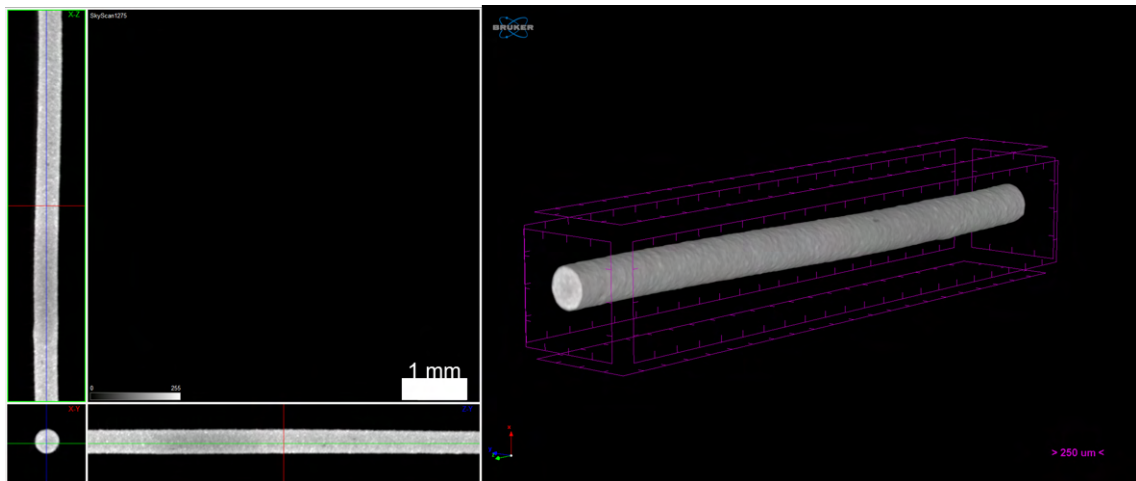 X-Z
SkyScan1275
1 mm
0 255
X-Y
Z-Y
BRUKER
> 250 um <